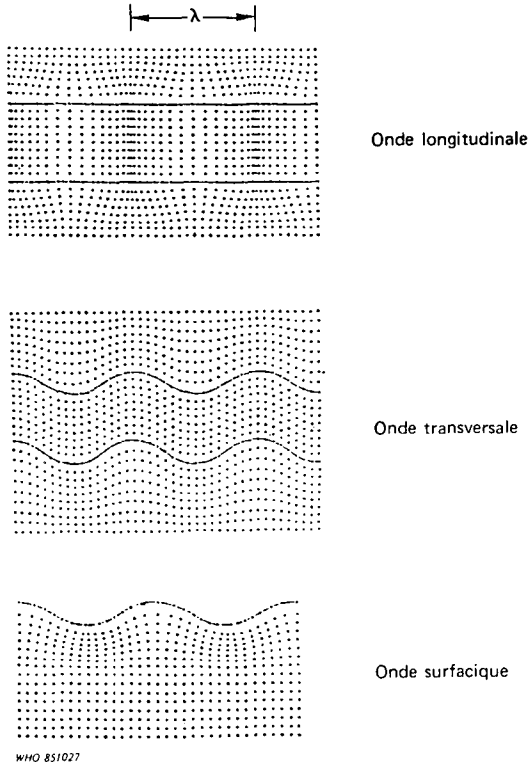 λ
Onde longitudinale
Onde transversale
Onde surfacique
WHO 851027